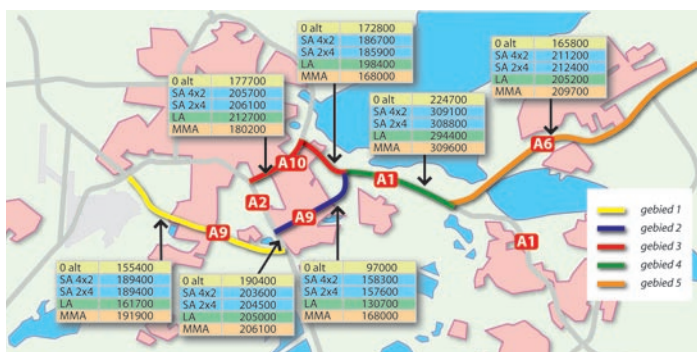 0 alt 172800
SA 4x2 186700
SA 2x4 185900
LA 198400
MMA 168000
0 alt 165800
SA 4x2 211200
SA 2x4 212400
LA 205200
MMA 209700
0 alt 177700
SA 4x2 205700
SA 2x4 206100
LA 212700
MMA 180200
0 alt 224700
SA 4x2 309100
SA 2x4 308800
LA 294400
MMA 309600
A6
A10
A1
A2
A9
A9
A1
gebied 1
gebied 2
gebied 3
gebied 4
gebied 5
0 alt 155400
SA 4x2 189400
SA 2x4 189400
LA 161700
MMA 191900
0 alt 190400
SA 4x2 203600
SA 2x4 204500
LA 205000
MMA 206100
0 alt 97000
SA 4x2 158300
SA 2x4 157600
LA 130700
MMA 168000